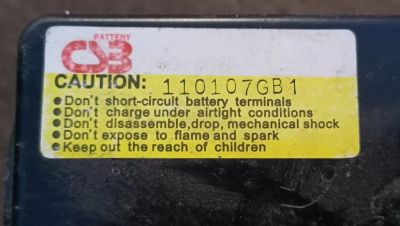 BATTERY
CSB
CAUTION: 110107GB1
●Don't short-circuit battery terminals
●Don't charge under airtight conditions
●Don't disassemble,drop, mechanical shock
●Don't expose to flame and spark
●Keep out the reach of children